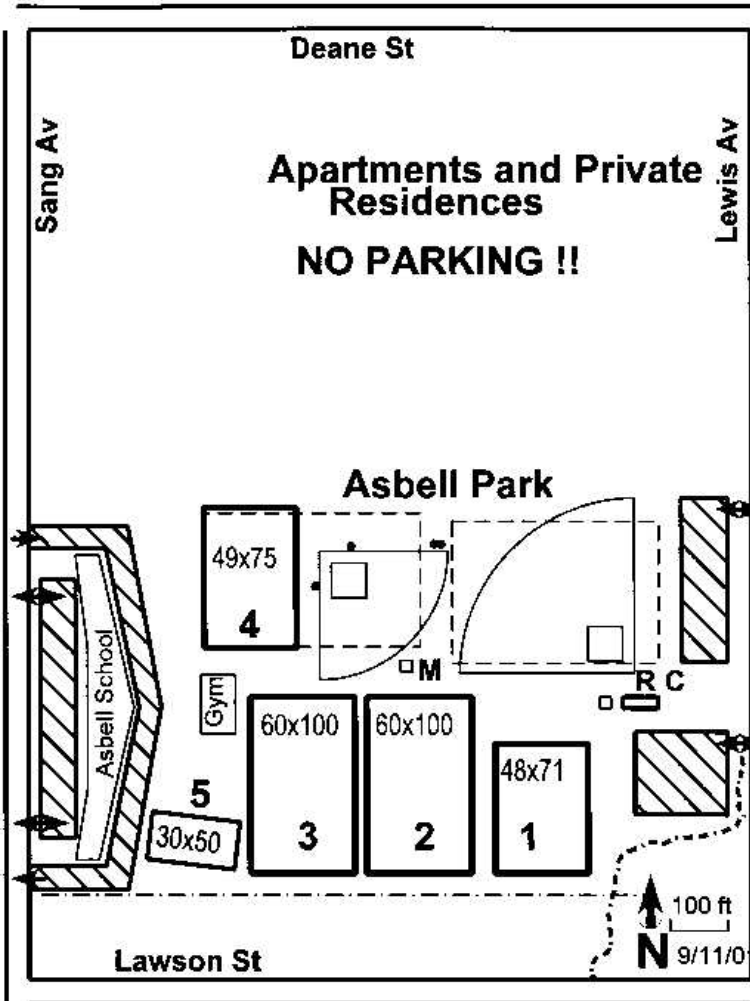 Deane St
Sang Av
Lewis Av
Apartments and Private
Residences
NO PARKING !!
Asbell Park
49x75
4
M
R C
Asbell School
Gym
60x100
60x100
48x71
5
30x50
3
2
1
100 ft
N
Lawson St